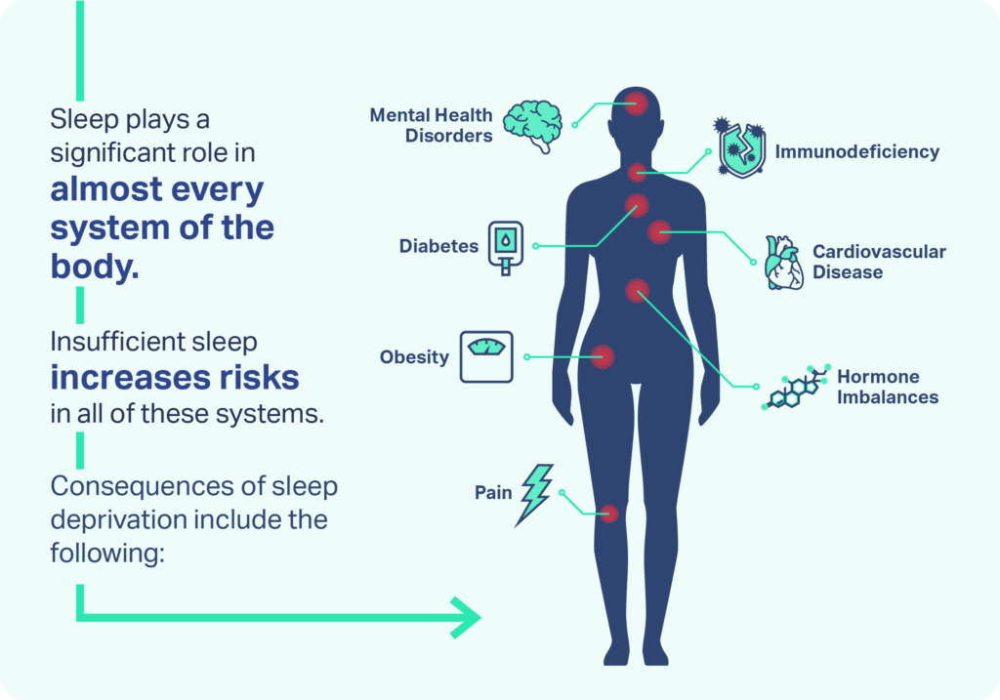 Sleep plays a
significant role in
almost every
system of the
body.
Insufficient sleep
increases risks
in all of these systems.
Consequences of sleep
deprivation include the
following:
Mental Health
Disorders
Immunodeficiency
Diabetes
Cardiovascular
Disease
Obesity
Hormone
Imbalances
Pain